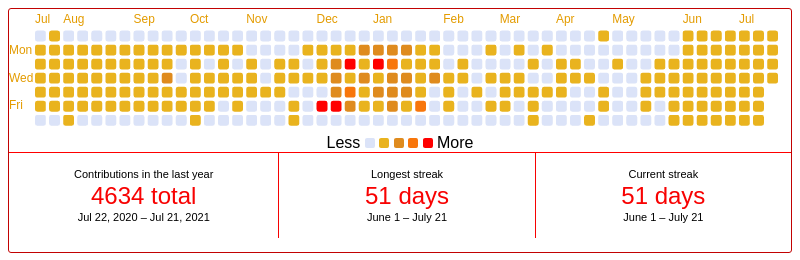 Jul Aug Sep Oct Nov Dec Jan Feb Mar Apr May Jun Jul
Mon
Wed
Fri
Less More
Contributions in the last year
4634 total
Jul 22, 2020 – Jul 21, 2021
Longest streak
51 days
June 1 – July 21
Current streak
51 days
June 1 – July 21